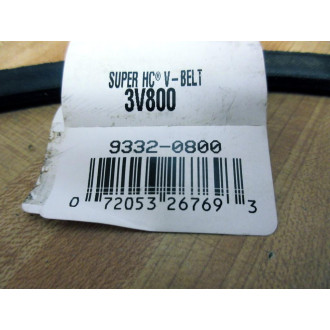 SUPER HC® V-BELT
3V800
9332-0800
0 72053 26769 3